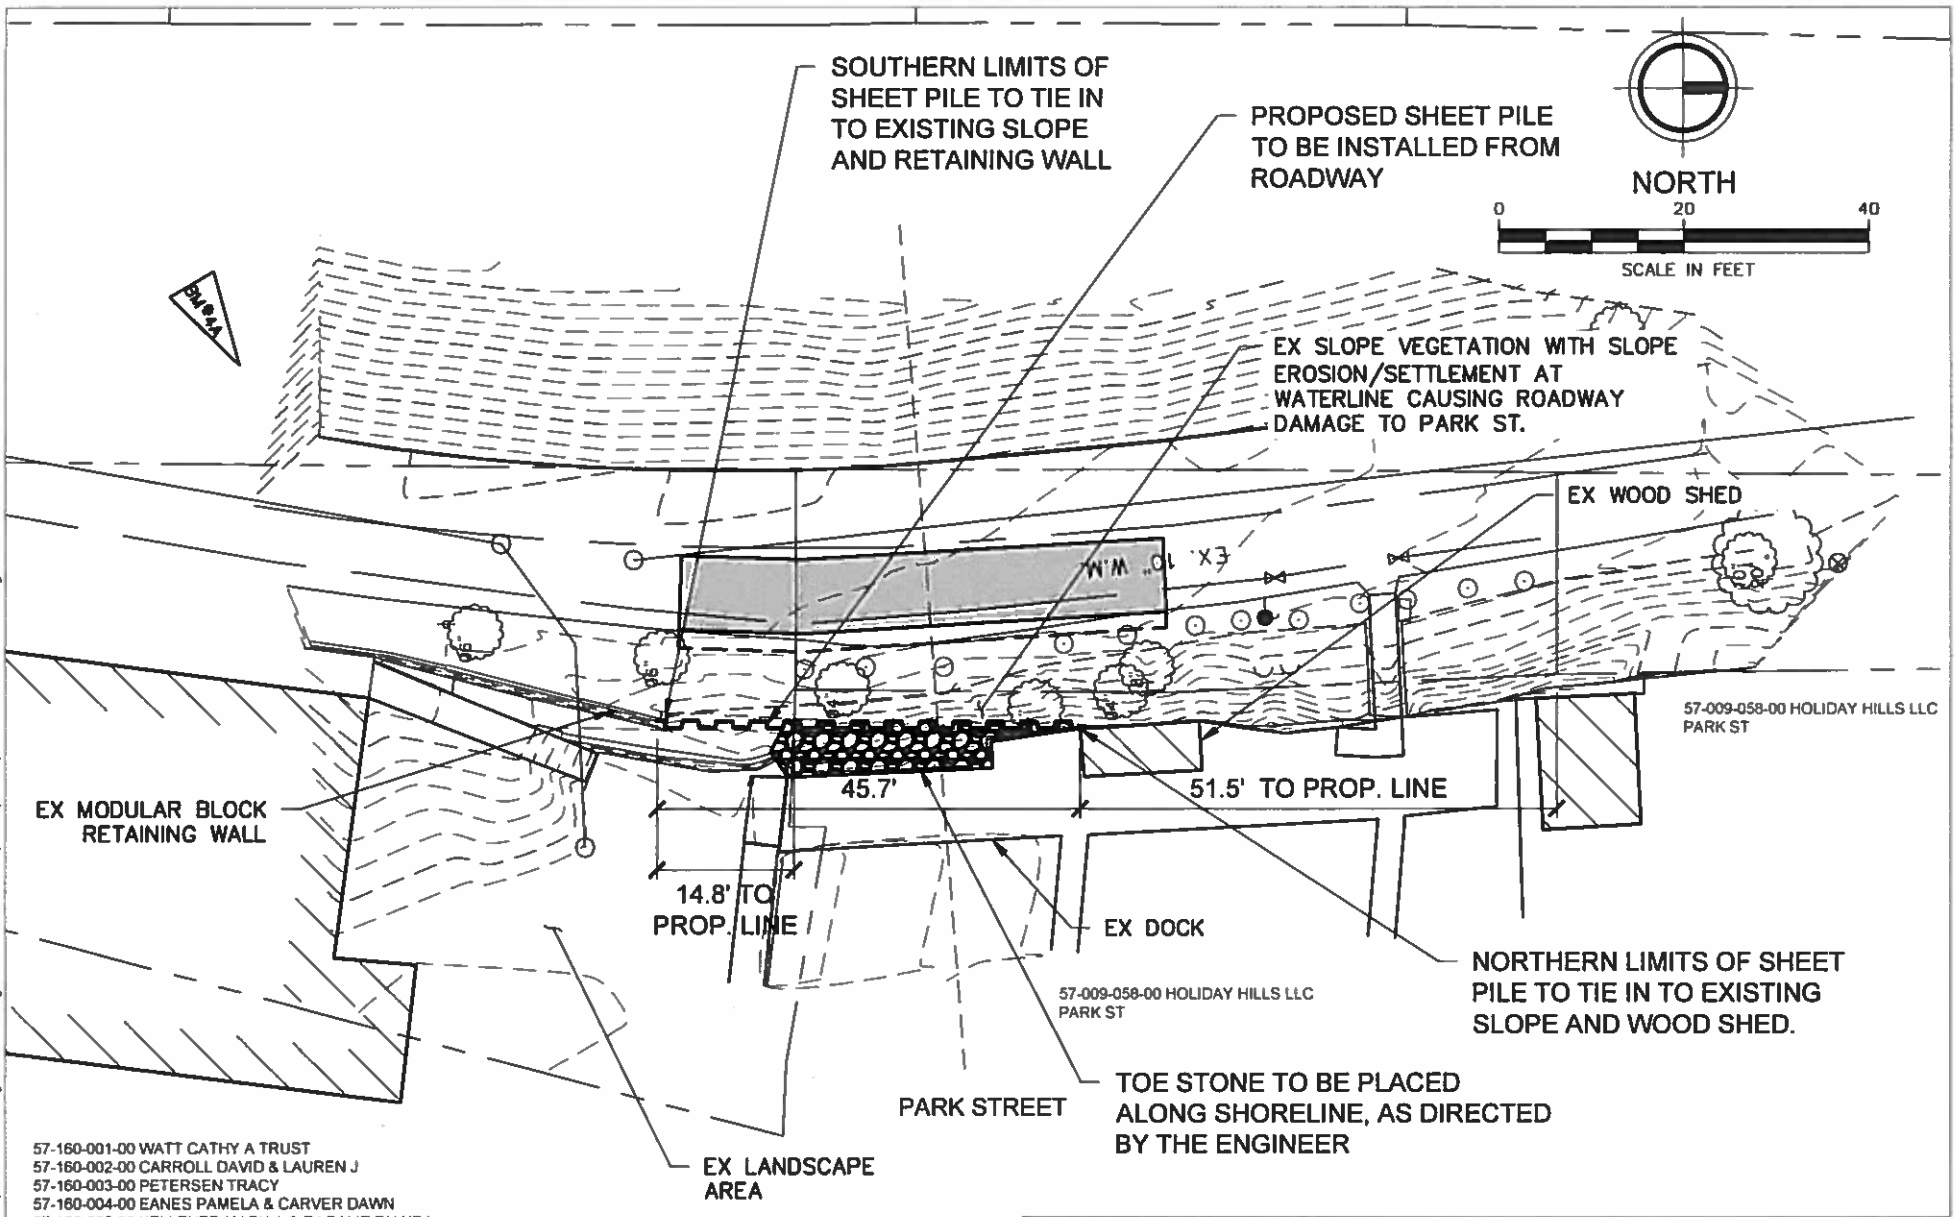 SOUTHERN LIMITS OF
SHEET PILE TO TIE IN
TO EXISTING SLOPE
AND RETAINING WALL
PROPOSED SHEET PILE
TO BE INSTALLED FROM
ROADWAY
NORTH
0 20 40
SCALE IN FEET
BM#4A
EX SLOPE VEGETATION WITH SLOPE
EROSION/SETTLEMENT AT
WATERLINE CAUSING ROADWAY
DAMAGE TO PARK ST.
EX WOOD SHED
EX. 10" W.M.
57-009-058-00 HOLIDAY HILLS LLC
PARK ST
EX MODULAR BLOCK
RETAINING WALL
45.7'
51.5' TO PROP. LINE
14.8' TO
PROP. LINE
EX DOCK
NORTHERN LIMITS OF SHEET
PILE TO TIE IN TO EXISTING
SLOPE AND WOOD SHED.
57-009-058-00 HOLIDAY HILLS LLC
PARK ST
PARK STREET
TOE STONE TO BE PLACED
ALONG SHORELINE, AS DIRECTED
BY THE ENGINEER
EX LANDSCAPE
AREA
57-160-001-00 WATT CATHY A TRUST
57-160-002-00 CARROLL DAVID & LAUREN J
57-160-003-00 PETERSEN TRACY
57-160-004-00 EANES PAMELA & CARVER DAWN